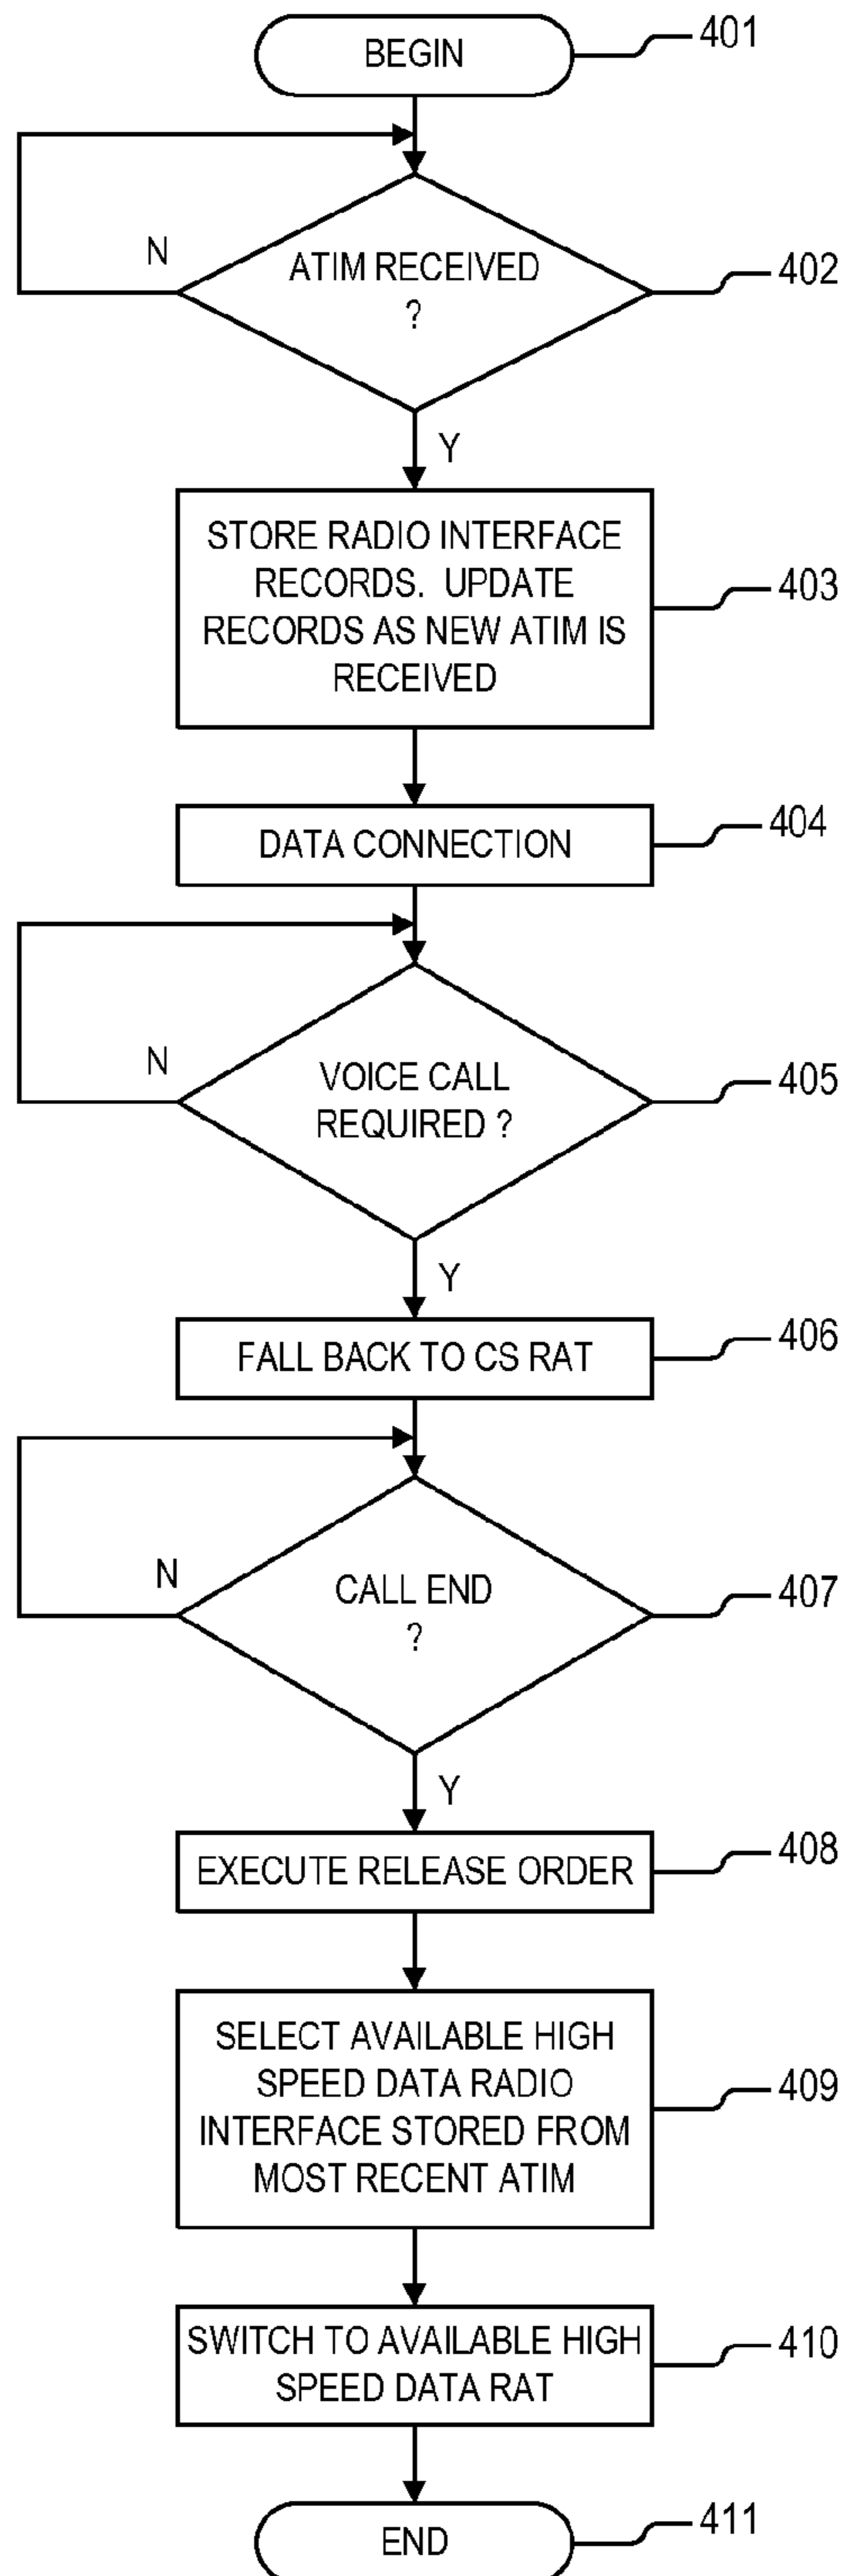 BEGIN
401
N
ATIM RECEIVED
?
402
Y
STORE RADIO INTERFACE
RECORDS. UPDATE
RECORDS AS NEW ATIM IS
RECEIVED
403
DATA CONNECTION
404
N
VOICE CALL
REQUIRED ?
405
Y
FALL BACK TO CS RAT
406
N
CALL END
?
407
Y
EXECUTE RELEASE ORDER
408
SELECT AVAILABLE HIGH
SPEED DATA RADIO
INTERFACE STORED FROM
MOST RECENT ATIM
409
SWITCH TO AVAILABLE HIGH
SPEED DATA RAT
410
END
411